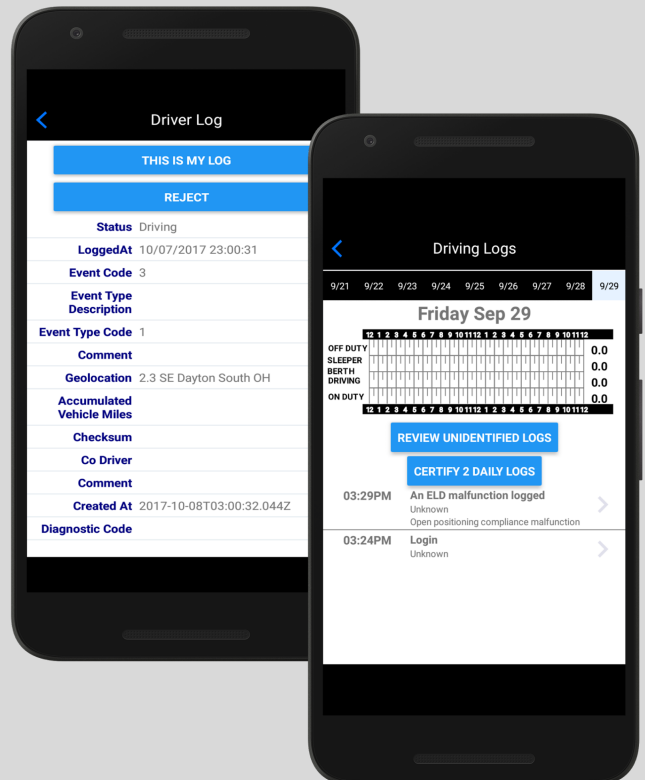 Driver Log
THIS IS MY LOG
REJECT
Status Driving
LoggedAt 10/07/2017 23:00:31
Event Code 3
Event Type
Description
Event Type Code 1
Comment
Geolocation 2.3 SE Dayton South OH
Accumulated
Vehicle Miles
Checksum
Co Driver
Comment
Created At 2017-10-08T03:00:32.044Z
Diagnostic Code
Driving Logs
9/21 9/22 9/23 9/24 9/25 9/26 9/27 9/28 9/29
Friday Sep 29
12 1 2 3 4 5 6 7 8 9 10 11 12 1 2 3 4 5 6 7 8 9 10 11 12
OFF DUTY 0.0
SLEEPER
BERTH 0.0
DRIVING 0.0
ON DUTY 0.0
12 1 2 3 4 5 6 7 8 9 10 11 12 1 2 3 4 5 6 7 8 9 10 11 12
REVIEW UNIDENTIFIED LOGS
CERTIFY 2 DAILY LOGS
03:29PM An ELD malfunction logged
Unknown
Open positioning compliance malfunction
03:24PM Login
Unknown